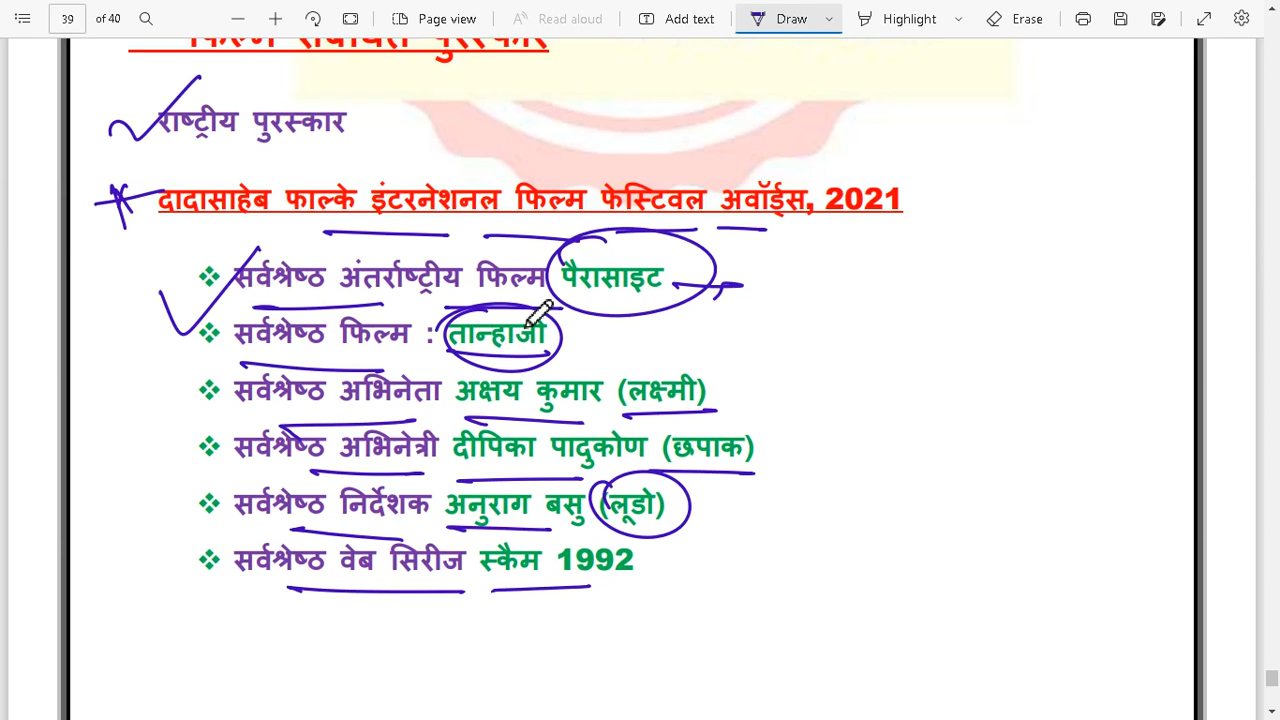 39 of 40 Page view Read aloud Add text Draw Highlight Erase
फिल्म संबंधित पुरस्कार
राष्ट्रीय पुरस्कार
दादासाहेब फाल्के इंटरनेशनल फिल्म फेस्टिवल अवॉर्ड्स, 2021
❖ सर्वश्रेष्ठ अंतर्राष्ट्रीय फिल्म पैरासाइट
❖ सर्वश्रेष्ठ फिल्म : तान्हाजी
❖ सर्वश्रेष्ठ अभिनेता अक्षय कुमार (लक्ष्मी)
❖ सर्वश्रेष्ठ अभिनेत्री दीपिका पादुकोण (छपाक)
❖ सर्वश्रेष्ठ निर्देशक अनुराग बसु (लूडो)
❖ सर्वश्रेष्ठ वेब सिरीज स्कैम 1992